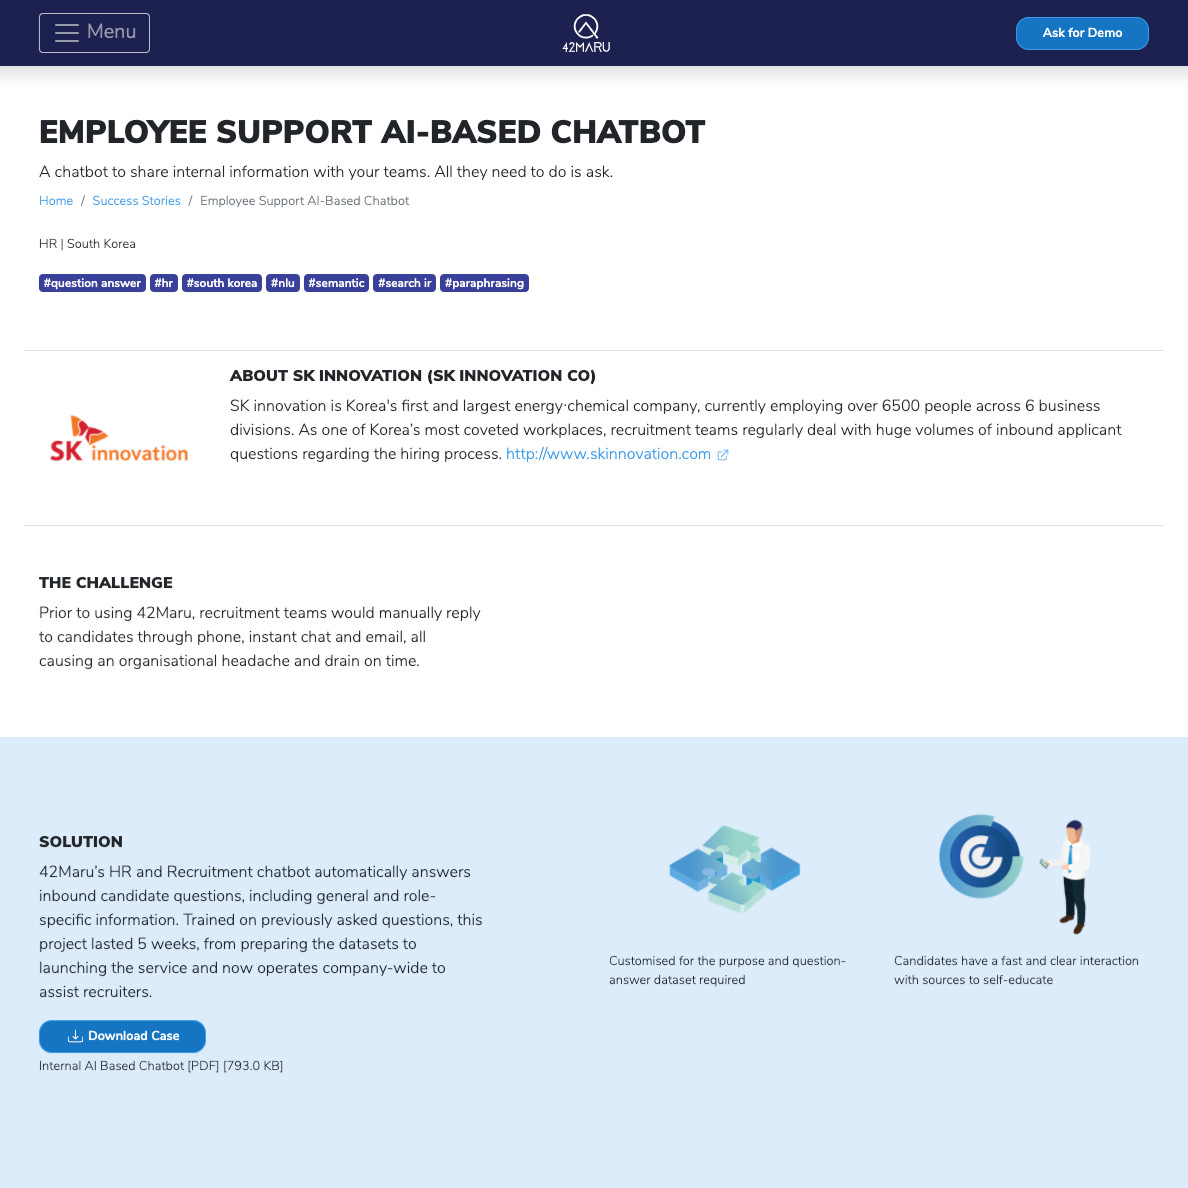 Menu
42MARU
Ask for Demo
EMPLOYEE SUPPORT AI-BASED CHATBOT
A chatbot to share internal information with your teams. All they need to do is ask.
Home / Success Stories / Employee Support AI-Based Chatbot
HR | South Korea
#question answer #hr #south korea #nlu #semantic #search ir #paraphrasing
SK innovation
ABOUT SK INNOVATION (SK INNOVATION CO)
SK innovation is Korea's first and largest energy·chemical company, currently employing over 6500 people across 6 business
divisions. As one of Korea’s most coveted workplaces, recruitment teams regularly deal with huge volumes of inbound applicant
questions regarding the hiring process. http://www.skinnovation.com
THE CHALLENGE
Prior to using 42Maru, recruitment teams would manually reply
to candidates through phone, instant chat and email, all
causing an organisational headache and drain on time.
SOLUTION
42Maru’s HR and Recruitment chatbot automatically answers
inbound candidate questions, including general and role-
specific information. Trained on previously asked questions, this
project lasted 5 weeks, from preparing the datasets to
launching the service and now operates company-wide to
assist recruiters.
Download Case
Internal AI Based Chatbot [PDF] [793.0 KB]
Customised for the purpose and question-
answer dataset required
Candidates have a fast and clear interaction
with sources to self-educate